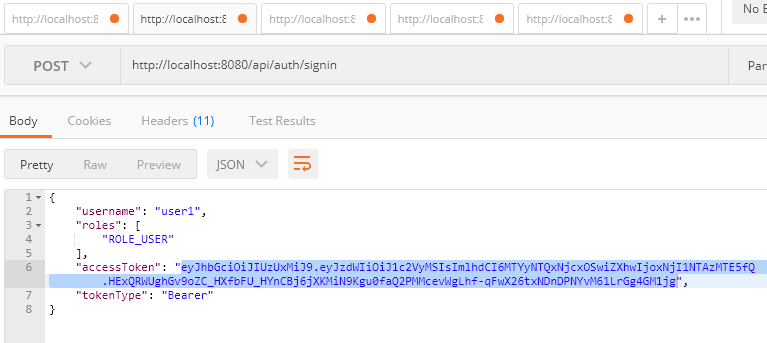 http://localhost:8 http://localhost:8 http://localhost:8 http://localhost:8 http://localhost:8 + ••• No E
POST http://localhost:8080/api/auth/signin Par
Body Cookies Headers (11) Test Results
Pretty Raw Preview JSON
1 {
2 "username": "user1",
3 "roles": [
4 "ROLE_USER"
5 ],
6 "accessToken": "eyJhbGciOiJIUzUxMiJ9.eyJzdWIiOiJ1c2VyMSIsImlhdCI6MTYyNTQxNjcxOSwiZXhwIjoxNjI1NTAzMTE5fQ
.HExQRWUghGv9oZC_HXfbFU_HYnCBj6jXKMiN9Kgu0faQ2PMMcevWgLhf-qFwX26txNDnDPNYvM61LrGg4GM1jg",
7 "tokenType": "Bearer"
8 }